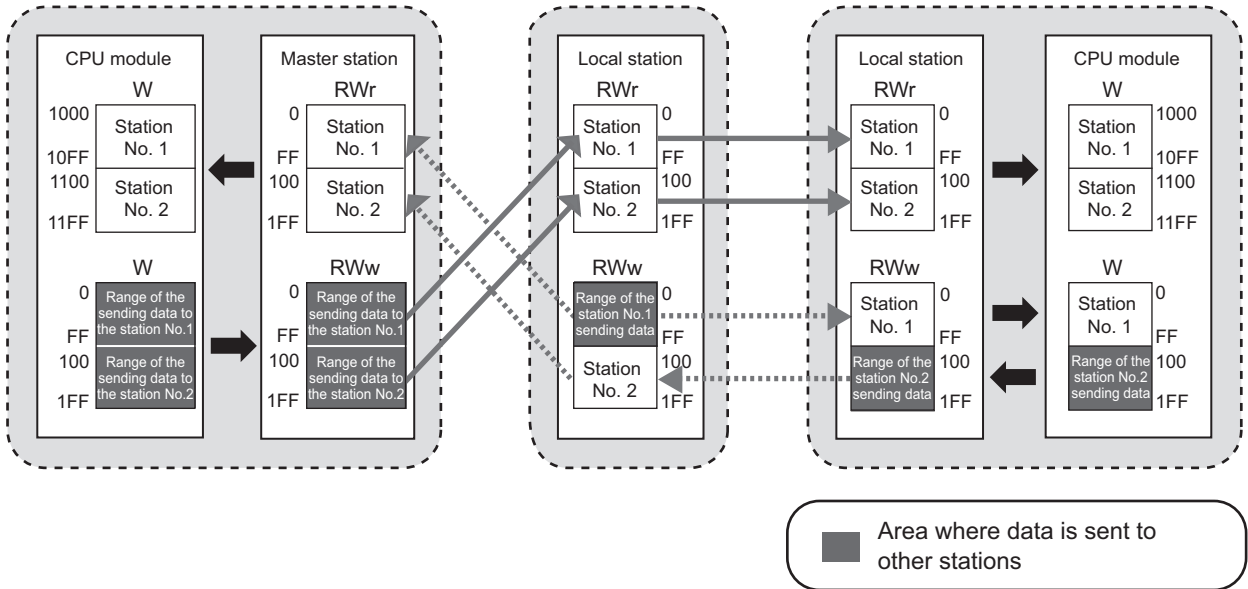 CPU module
W
1000
Station
No. 1
10FF
1100
Station
No. 2
11FF
W
0
Range of the
sending data to
the station No.1
FF
100
Range of the
sending data to
the station No.2
1FF
Master station
RWr
0
Station
No. 1
FF
100
Station
No. 2
1FF
RWw
0
Range of the
sending data to
the station No.1
FF
100
Range of the
sending data to
the station No.2
1FF
Local station
RWr
0
Station
No. 1
FF
100
Station
No. 2
1FF
RWw
0
Range of the
station No.1
sending data
FF
100
Station
No. 2
1FF
Local station
RWr
0
Station
No. 1
FF
100
Station
No. 2
1FF
RWw
0
Station
No. 1
FF
100
Range of the
station No.2
sending data
1FF
CPU module
W
1000
Station
No. 1
10FF
1100
Station
No. 2
11FF
W
0
Station
No. 1
FF
100
Range of the
station No.2
sending data
1FF
Area where data is sent to
other stations